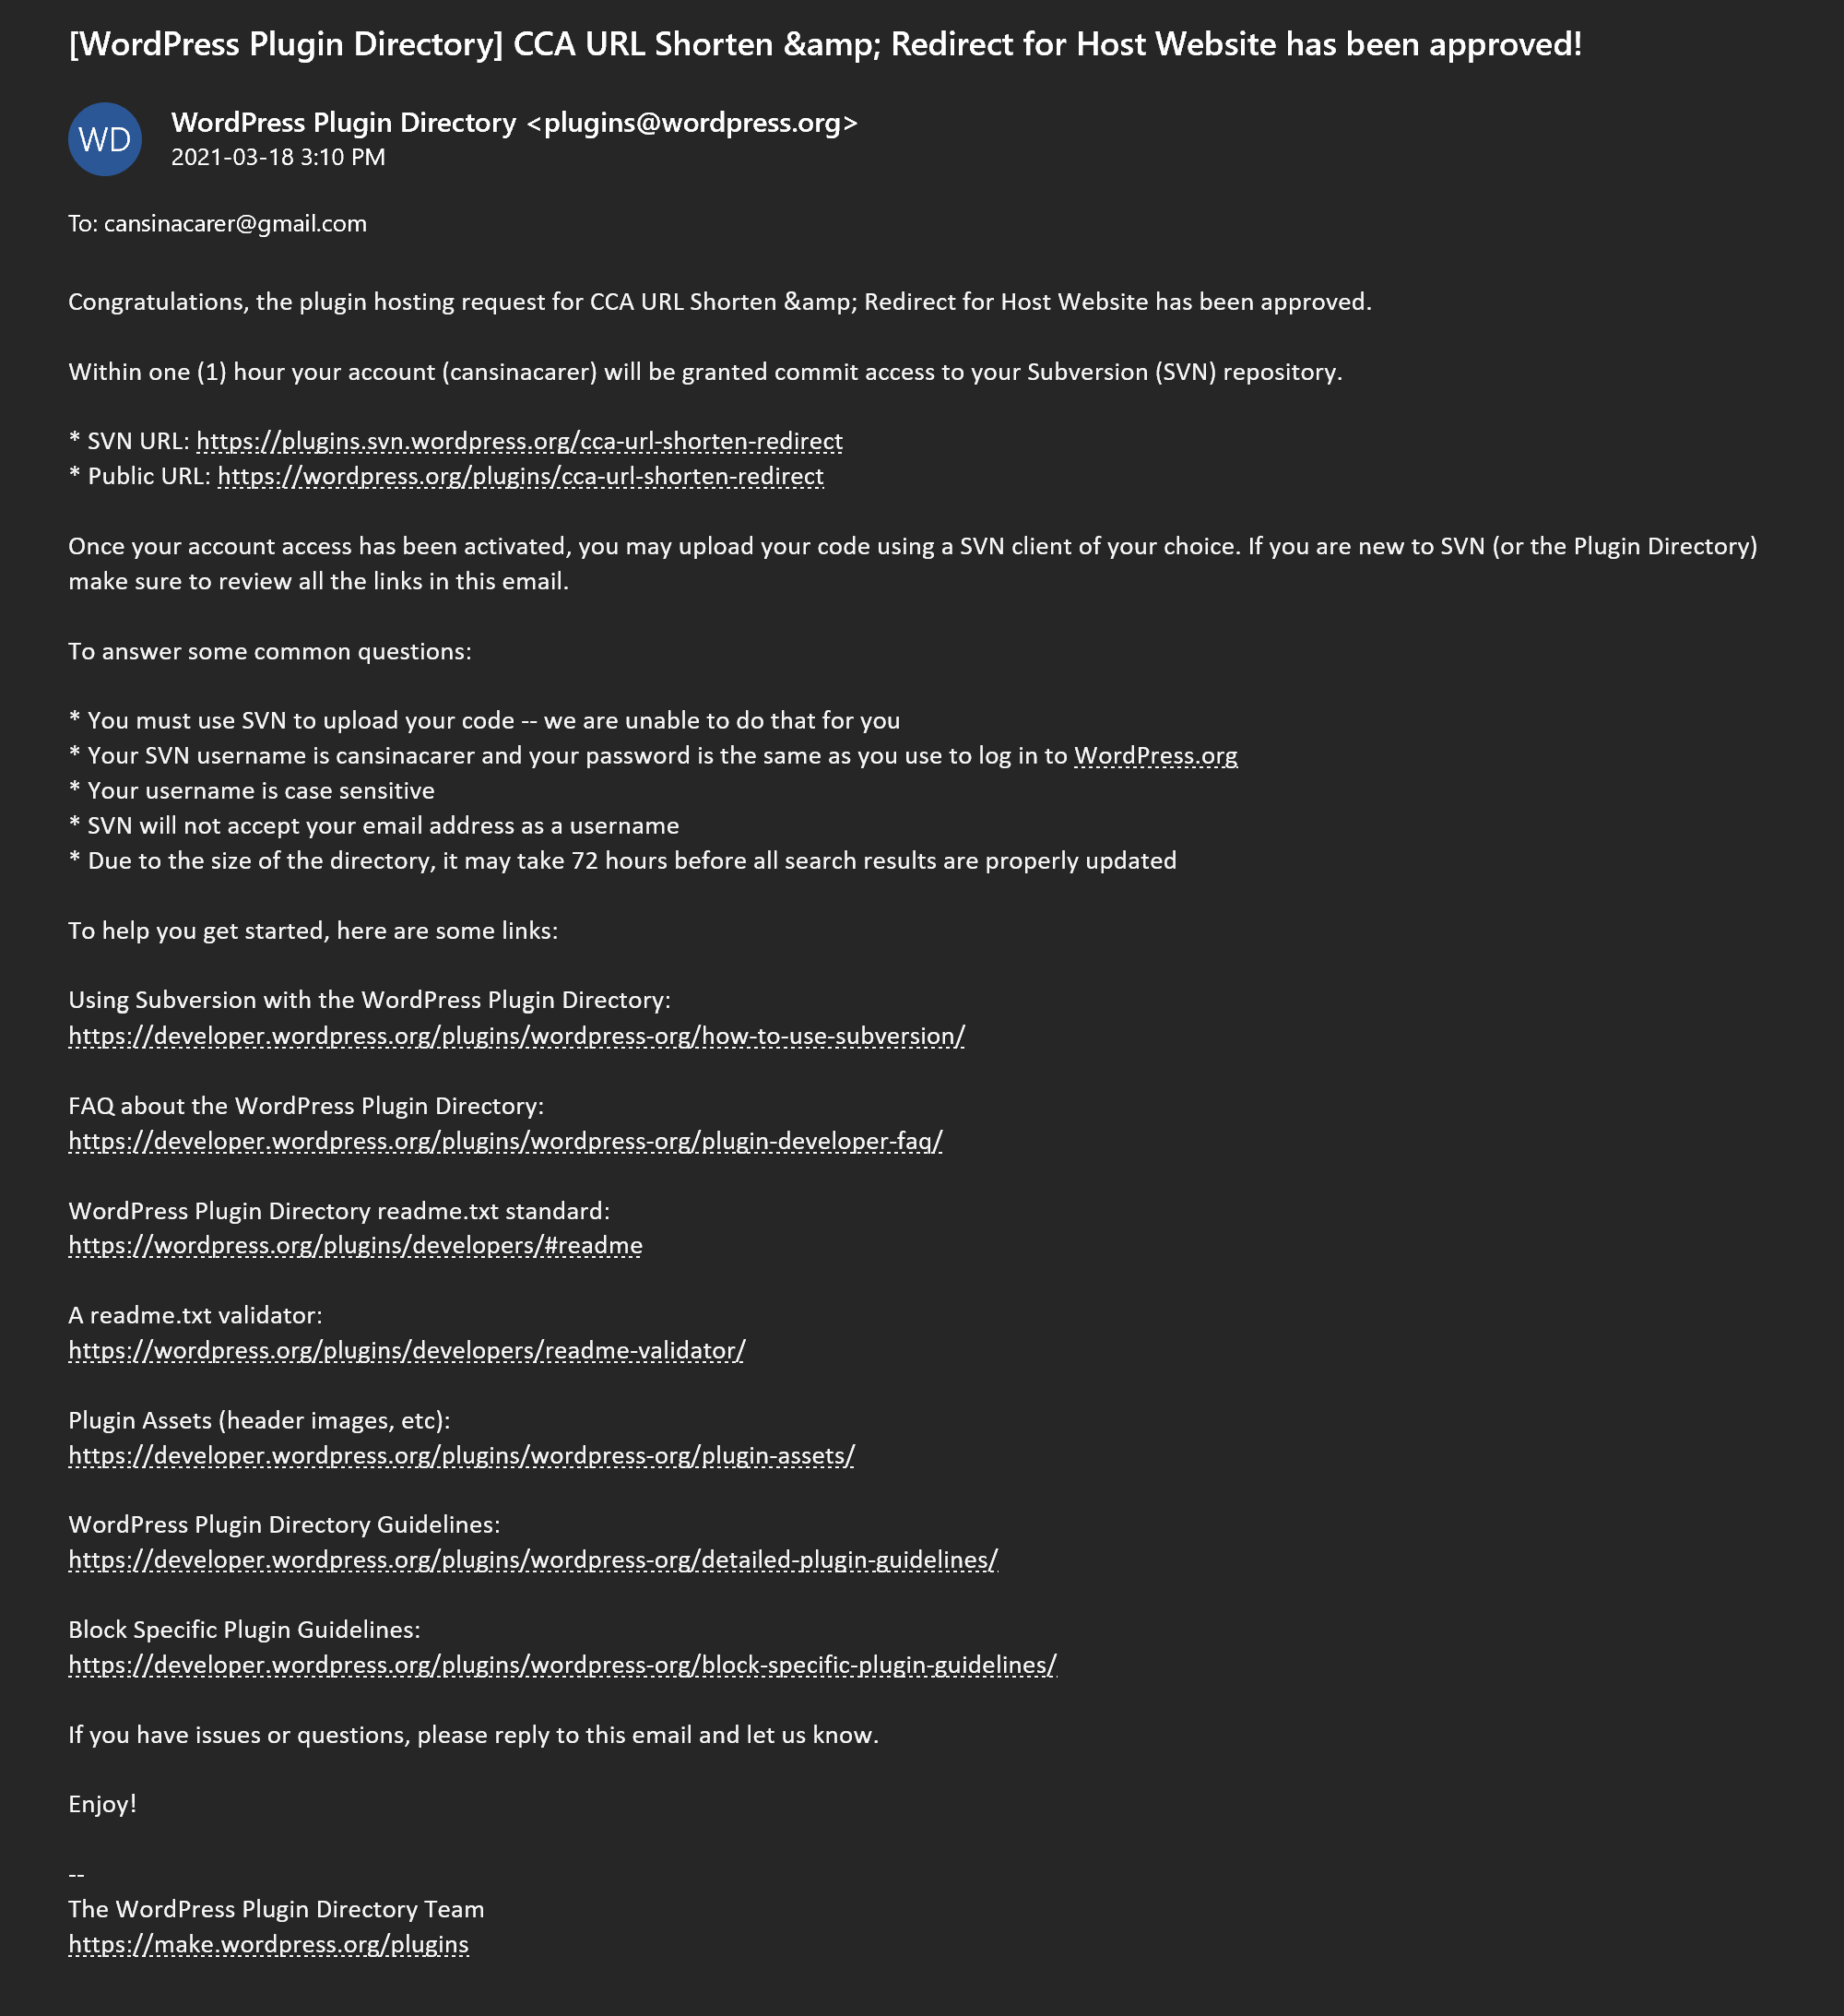 [WordPress Plugin Directory] CCA URL Shorten &amp; Redirect for Host Website has been approved!
WD
WordPress Plugin Directory <plugins@wordpress.org>
2021-03-18 3:10 PM
To: cansinacarer@gmail.com
Congratulations, the plugin hosting request for CCA URL Shorten &amp; Redirect for Host Website has been approved.
Within one (1) hour your account (cansinacarer) will be granted commit access to your Subversion (SVN) repository.
* SVN URL: https://plugins.svn.wordpress.org/cca-url-shorten-redirect
* Public URL: https://wordpress.org/plugins/cca-url-shorten-redirect
Once your account access has been activated, you may upload your code using a SVN client of your choice. If you are new to SVN (or the Plugin Directory)
make sure to review all the links in this email.
To answer some common questions:
* You must use SVN to upload your code -- we are unable to do that for you
* Your SVN username is cansinacarer and your password is the same as you use to log in to WordPress.org
* Your username is case sensitive
* SVN will not accept your email address as a username
* Due to the size of the directory, it may take 72 hours before all search results are properly updated
To help you get started, here are some links:
Using Subversion with the WordPress Plugin Directory:
https://developer.wordpress.org/plugins/wordpress-org/how-to-use-subversion/
FAQ about the WordPress Plugin Directory:
https://developer.wordpress.org/plugins/wordpress-org/plugin-developer-faq/
WordPress Plugin Directory readme.txt standard:
https://wordpress.org/plugins/developers/#readme
A readme.txt validator:
https://wordpress.org/plugins/developers/readme-validator/
Plugin Assets (header images, etc):
https://developer.wordpress.org/plugins/wordpress-org/plugin-assets/
WordPress Plugin Directory Guidelines:
https://developer.wordpress.org/plugins/wordpress-org/detailed-plugin-guidelines/
Block Specific Plugin Guidelines:
https://developer.wordpress.org/plugins/wordpress-org/block-specific-plugin-guidelines/
If you have issues or questions, please reply to this email and let us know.
Enjoy!
--
The WordPress Plugin Directory Team
https://make.wordpress.org/plugins